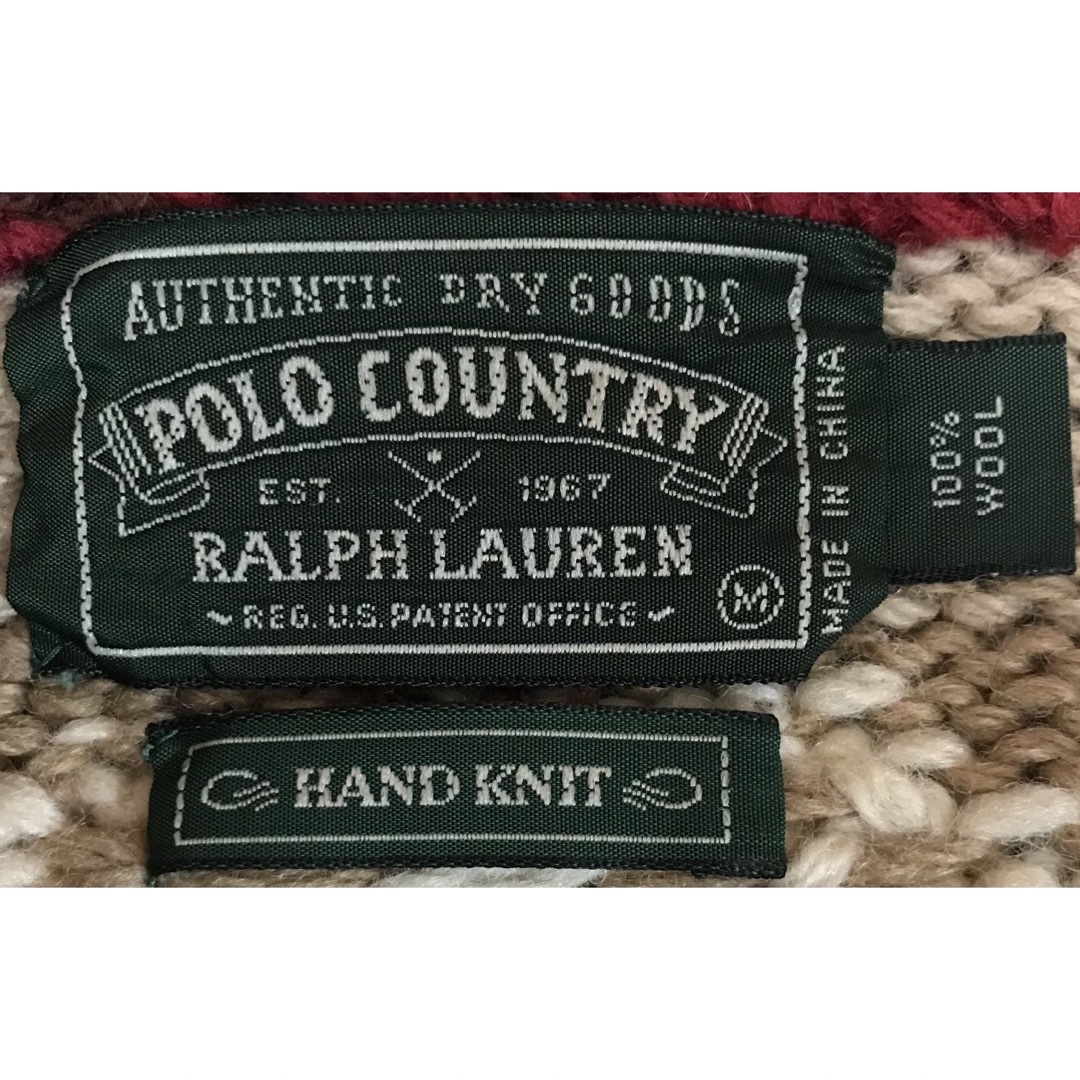 AUTHENTIC DRY GOODS
POLO COUNTRY
EST. 1967
RALPH LAUREN
REG. U.S. PATENT OFFICE
M
MADE IN CHINA
100%
WOOL
HAND KNIT